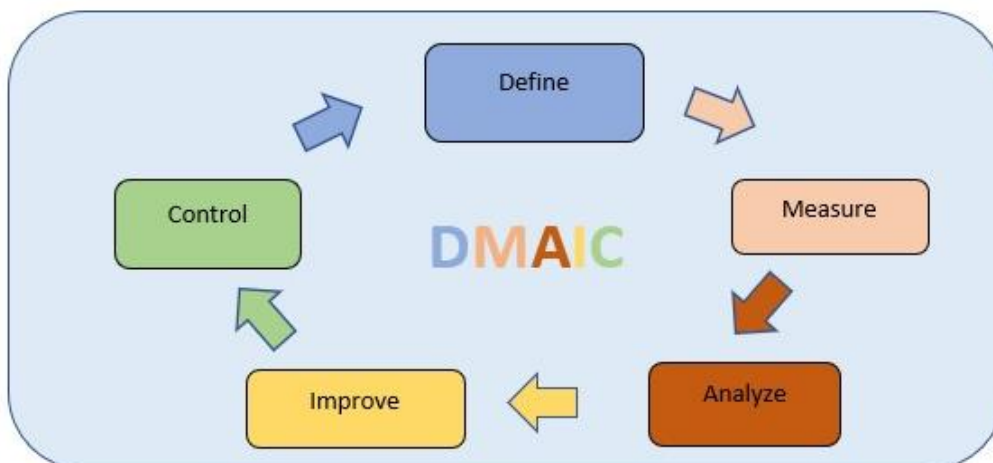 Define
Measure
Control
DMAIC
Analyze
Improve